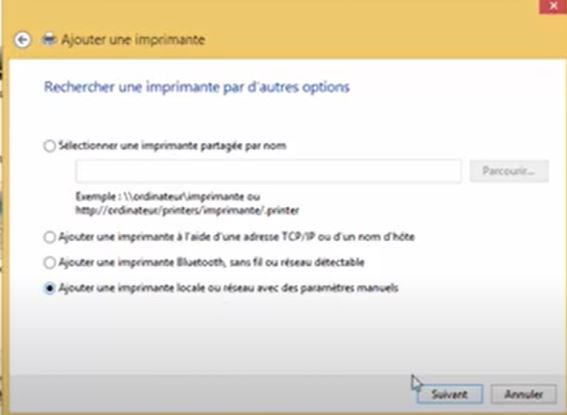 Ajouter une imprimante
Rechercher une imprimante par d'autres options
Sélectionner une imprimante partagée par nom
Parcourir...
Exemple : \\ordinateur\imprimante ou
http://ordinateur/printers/imprimante/.printer
Ajouter une imprimante à l'aide d'une adresse TCP/IP ou d'un nom d'hôte
Ajouter une imprimante Bluetooth, sans fil ou réseau détectable
Ajouter une imprimante locale ou réseau avec des paramètres manuels
Suivant
Annuler